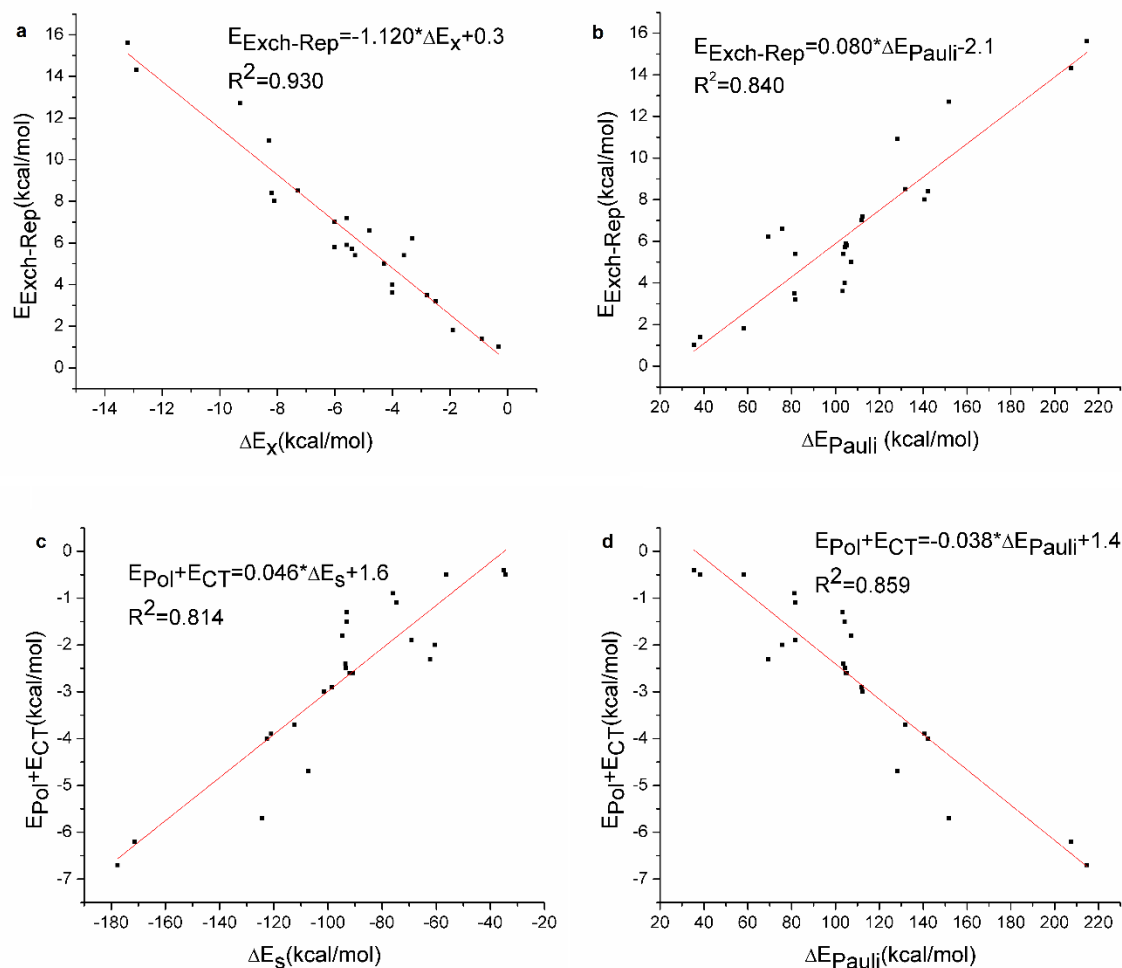 a
E_Exch-Rep=-1.120*ΔE_X+0.3
R²=0.930
E_Exch-Rep(kcal/mol)
16
14
12
10
8
6
4
2
0
-14 -12 -10 -8 -6 -4 -2 0
ΔE_X(kcal/mol)
b
E_Exch-Rep=0.080*ΔE_Pauli-2.1
R²=0.840
E_Exch-Rep(kcal/mol)
16
14
12
10
8
6
4
2
0
20 40 60 80 100 120 140 160 180 200 220
ΔE_Pauli (kcal/mol)
c
E_Pol+E_CT=0.046*ΔE_s+1.6
R²=0.814
E_Pol+E_CT(kcal/mol)
0
-1
-2
-3
-4
-5
-6
-7
-180 -160 -140 -120 -100 -80 -60 -40 -20
ΔE_s(kcal/mol)
d
E_Pol+E_CT=-0.038*ΔE_Pauli+1.4
R²=0.859
E_Pol+E_CT(kcal/mol)
0
-1
-2
-3
-4
-5
-6
-7
20 40 60 80 100 120 140 160 180 200 220
ΔE_Pauli(kcal/mol)